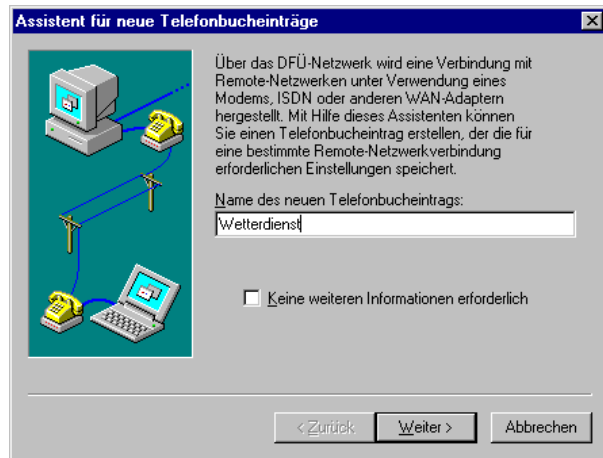 Assistent für neue Telefonbucheinträge
Über das DFÜ-Netzwerk wird eine Verbindung mit
Remote-Netzwerken unter Verwendung eines
Modems, ISDN oder anderen WAN-Adaptern
hergestellt. Mit Hilfe dieses Assistenten können
Sie einen Telefonbucheintrag erstellen, der die für
eine bestimmte Remote-Netzwerkverbindung
erforderlichen Einstellungen speichert.
Name des neuen Telefonbucheintrags:
Wetterdienst
Keine weiteren Informationen erforderlich
< Zurück
Weiter >
Abbrechen